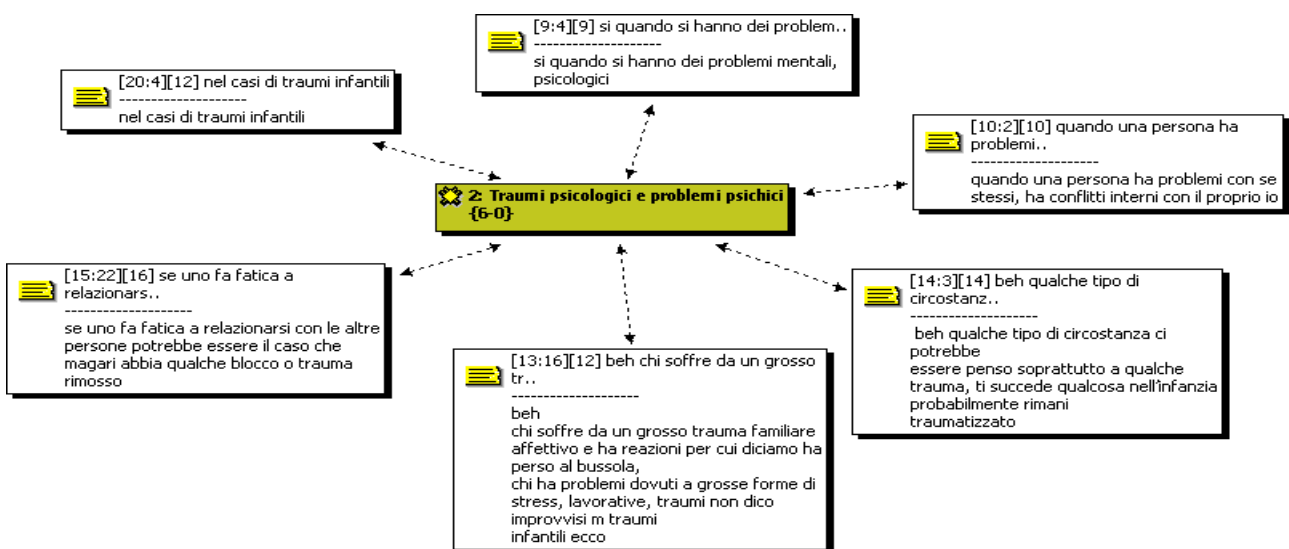 [9:4][9] si quando si hanno dei problem..
--------------------
si quando si hanno dei problemi mentali,
psicologici
[20:4][12] nel casi di traumi infantili
--------------------
nel casi di traumi infantili
[10:2][10] quando una persona ha
problemi..
--------------------
quando una persona ha problemi con se
stessi, ha conflitti interni con il proprio io
2: Traumi psicologici e problemi psichici
{6-0}
[15:22][16] se uno fa fatica a
relazionars..
--------------------
se uno fa fatica a relazionarsi con le altre
persone potrebbe essere il caso che
magari abbia qualche blocco o trauma
rimosso
[13:16][12] beh chi soffre da un grosso
tr..
--------------------
beh
chi soffre da un grosso trauma familiare
affettivo e ha reazioni per cui diciamo ha
perso al bussola,
chi ha problemi dovuti a grosse forme di
stress, lavorative, traumi non dico
improvvisi m traumi
infantili ecco
[14:3][14] beh qualche tipo di
circostanz..
--------------------
beh qualche tipo di circostanza ci
potrebbe
essere penso soprattutto a qualche
trauma, ti succede qualcosa nell'infanzia
probabilmente rimani
traumatizzato